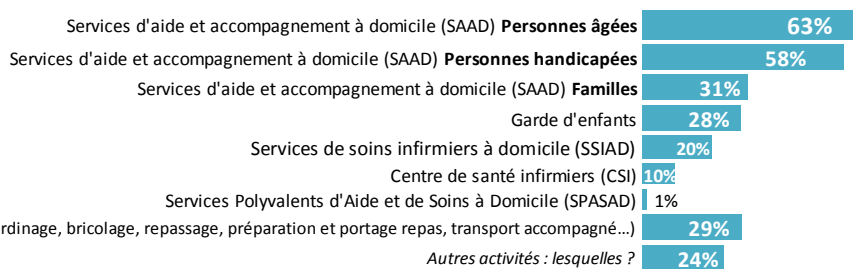 Services d'aide et accompagnement à domicile (SAAD) Personnes âgées 63%
Services d'aide et accompagnement à domicile (SAAD) Personnes handicapées 58%
Services d'aide et accompagnement à domicile (SAAD) Familles 31%
Garde d'enfants 28%
Services de soins infirmiers à domicile (SSIAD) 20%
Centre de santé infirmiers (CSI) 10%
Services Polyvalents d'Aide et de Soins à Domicile (SPASAD) 1%
rdinage, bricolage, repassage, préparation et portage repas, transport accompagné…) 29%
Autres activités : lesquelles ? 24%